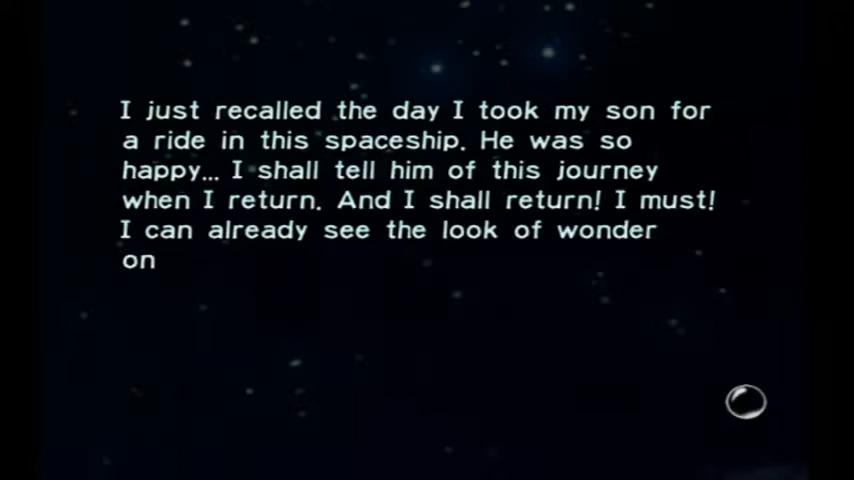 I just recalled the day I took my son for
a ride in this spaceship. He was so
happy... I shall tell him of this journey
when I return. And I shall return! I must!
I can already see the look of wonder
on